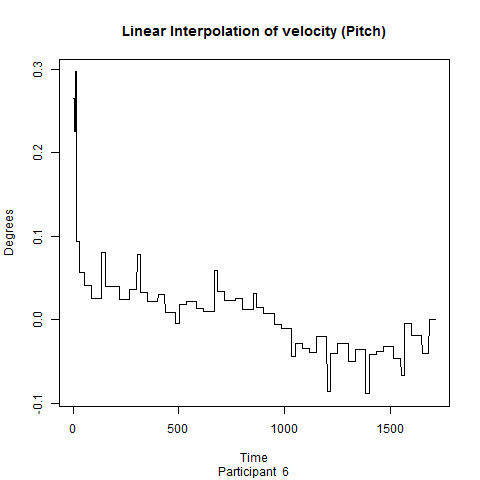 Linear Interpolation of velocity (Pitch)
Degrees
0.3
0.2
0.1
0.0
-0.1
0 500 1000 1500
Time
Participant 6